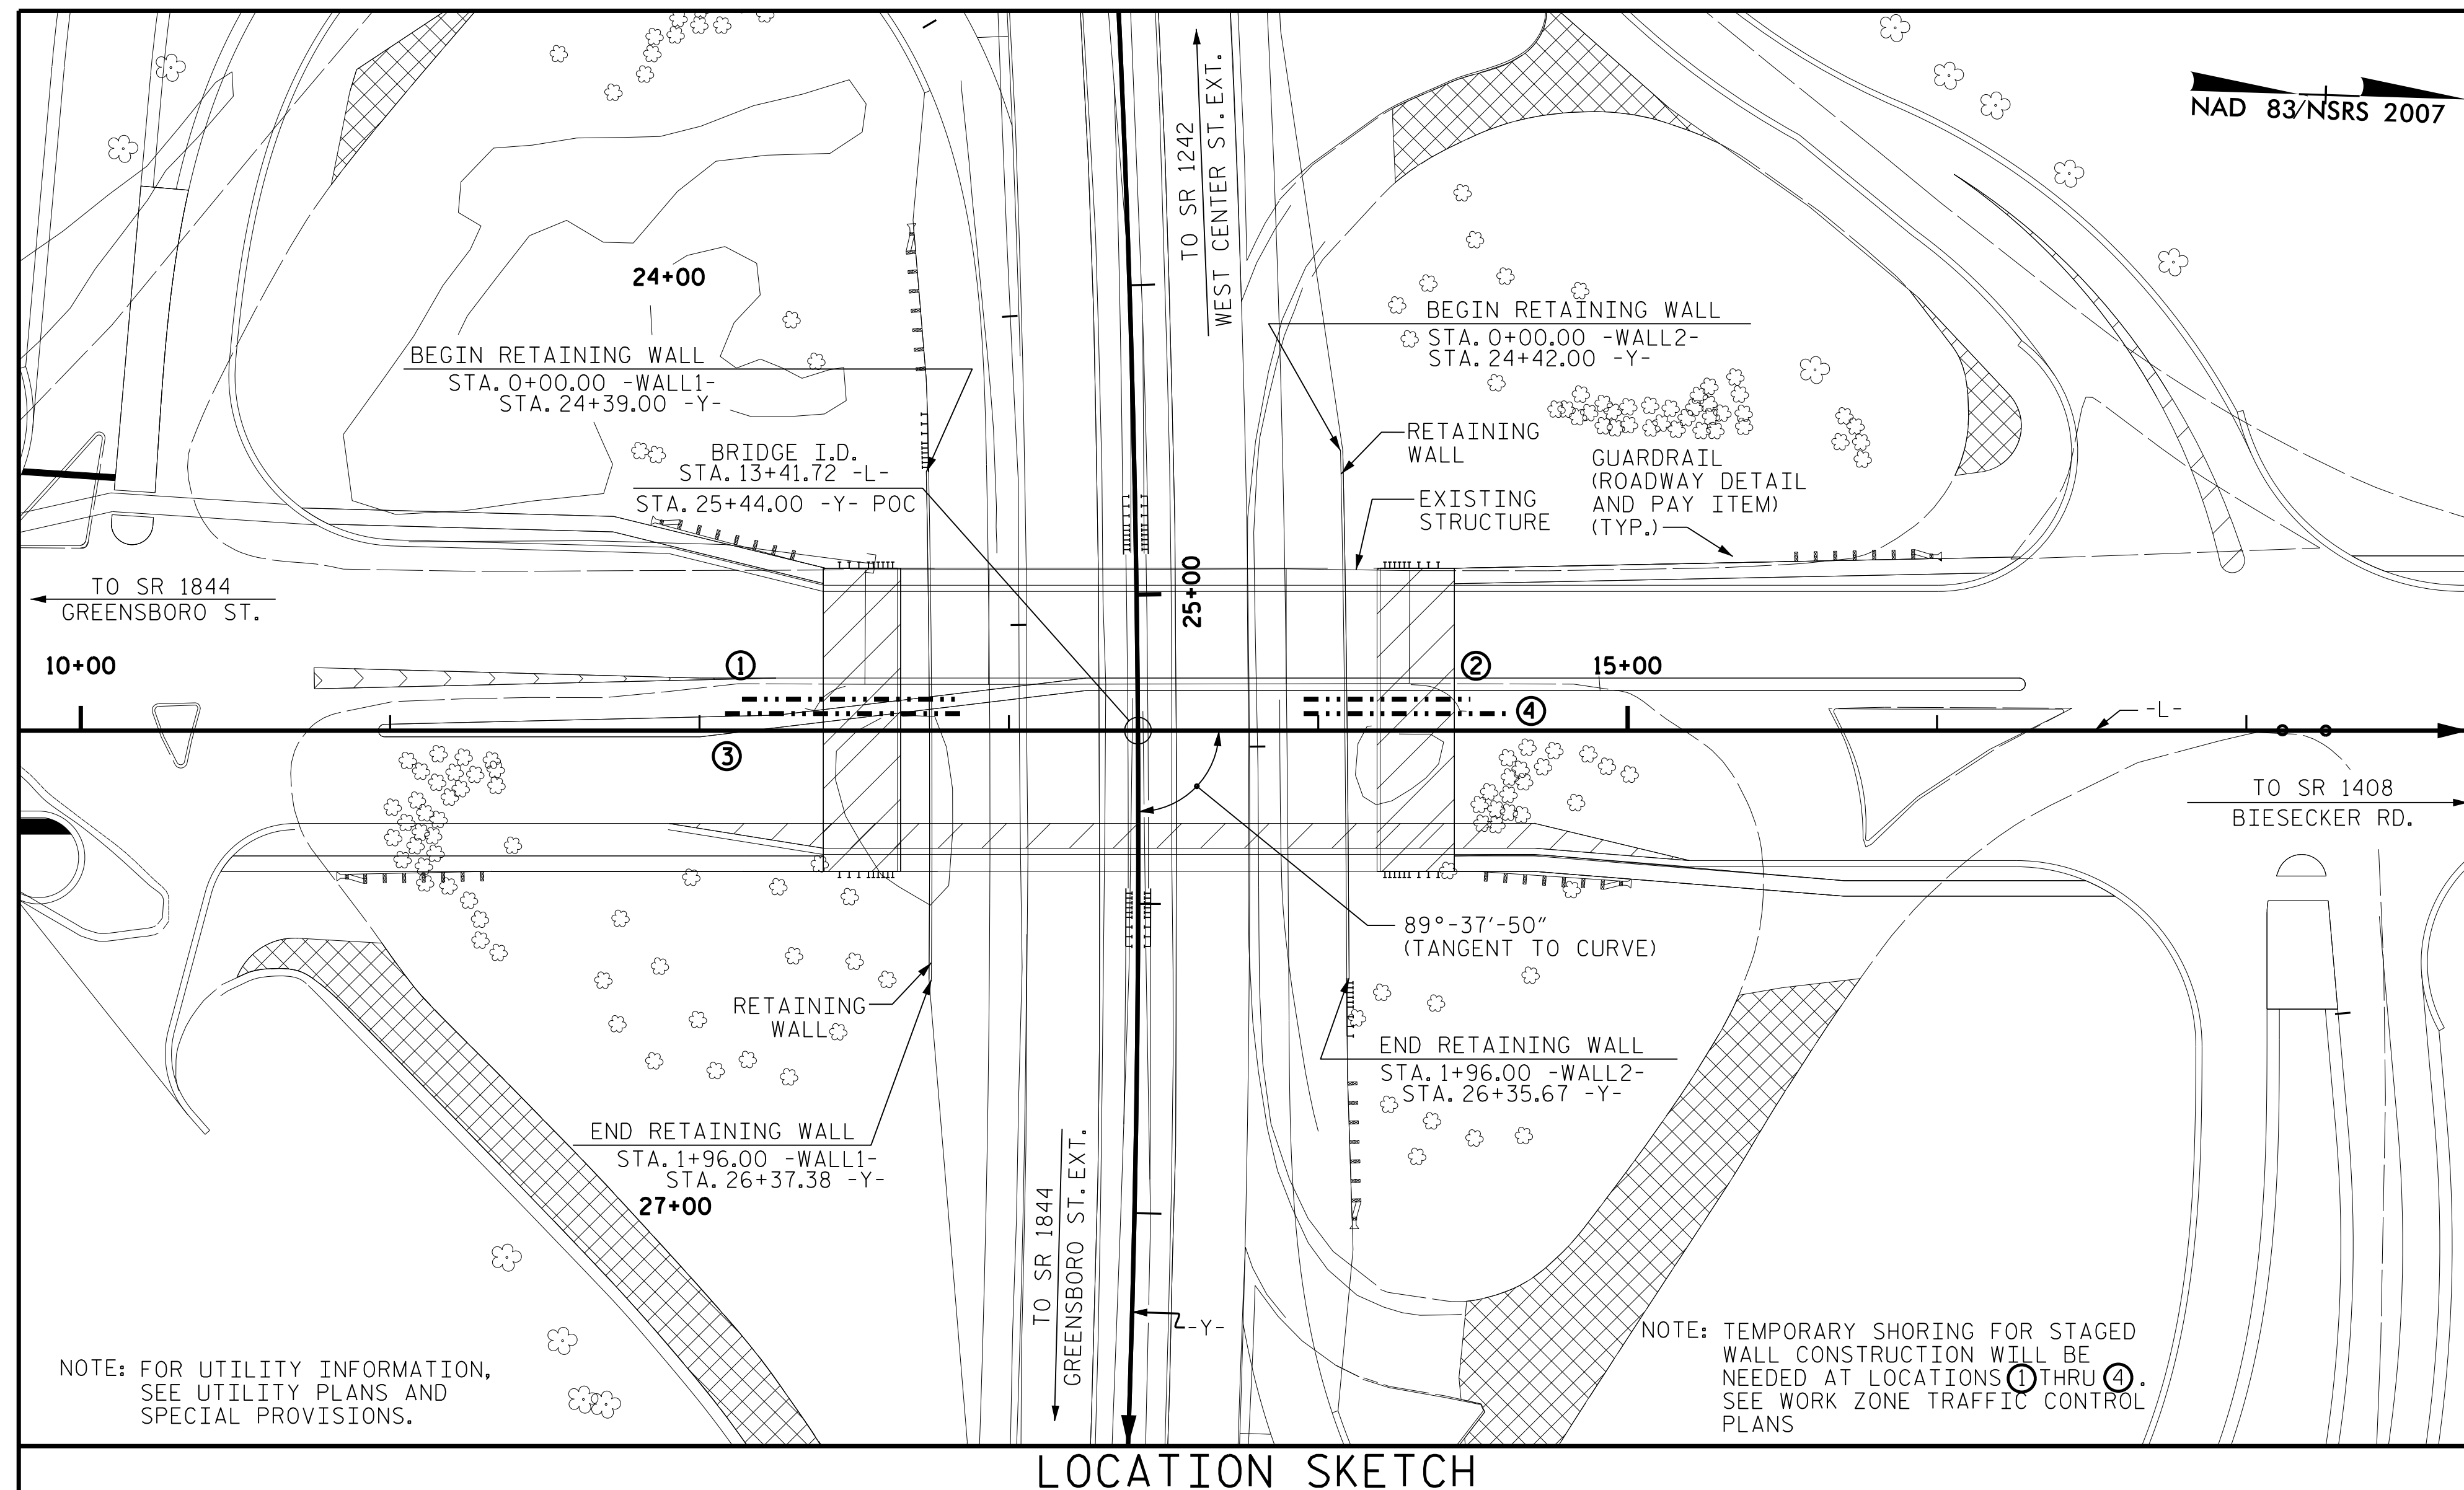 NAD 83/NSRS 2007
TO SR 1242
WEST CENTER ST. EXT.
24+00
BEGIN RETAINING WALL
STA. 0+00.00 -WALL1-
STA. 24+39.00 -Y-
BRIDGE I.D.
STA. 13+41.72 -L-
STA. 25+44.00 -Y- POC
BEGIN RETAINING WALL
STA. 0+00.00 -WALL2-
STA. 24+42.00 -Y-
RETAINING
WALL
EXISTING
STRUCTURE
GUARDRAIL
(ROADWAY DETAIL
AND PAY ITEM)
(TYP.)
TO SR 1844
GREENSBORO ST.
25+00
10+00
1
2
15+00
4
-L-
3
TO SR 1408
BIESECKER RD.
89°-37'-50"
(TANGENT TO CURVE)
RETAINING
WALL
END RETAINING WALL
STA. 1+96.00 -WALL2-
STA. 26+35.67 -Y-
END RETAINING WALL
STA. 1+96.00 -WALL1-
STA. 26+37.38 -Y-
27+00
TO SR 1844
GREENSBORO ST. EXT.
-Y-
NOTE: FOR UTILITY INFORMATION,
SEE UTILITY PLANS AND
SPECIAL PROVISIONS.
NOTE: TEMPORARY SHORING FOR STAGED
WALL CONSTRUCTION WILL BE
NEEDED AT LOCATIONS 1 THRU 4.
SEE WORK ZONE TRAFFIC CONTROL
PLANS
LOCATION SKETCH